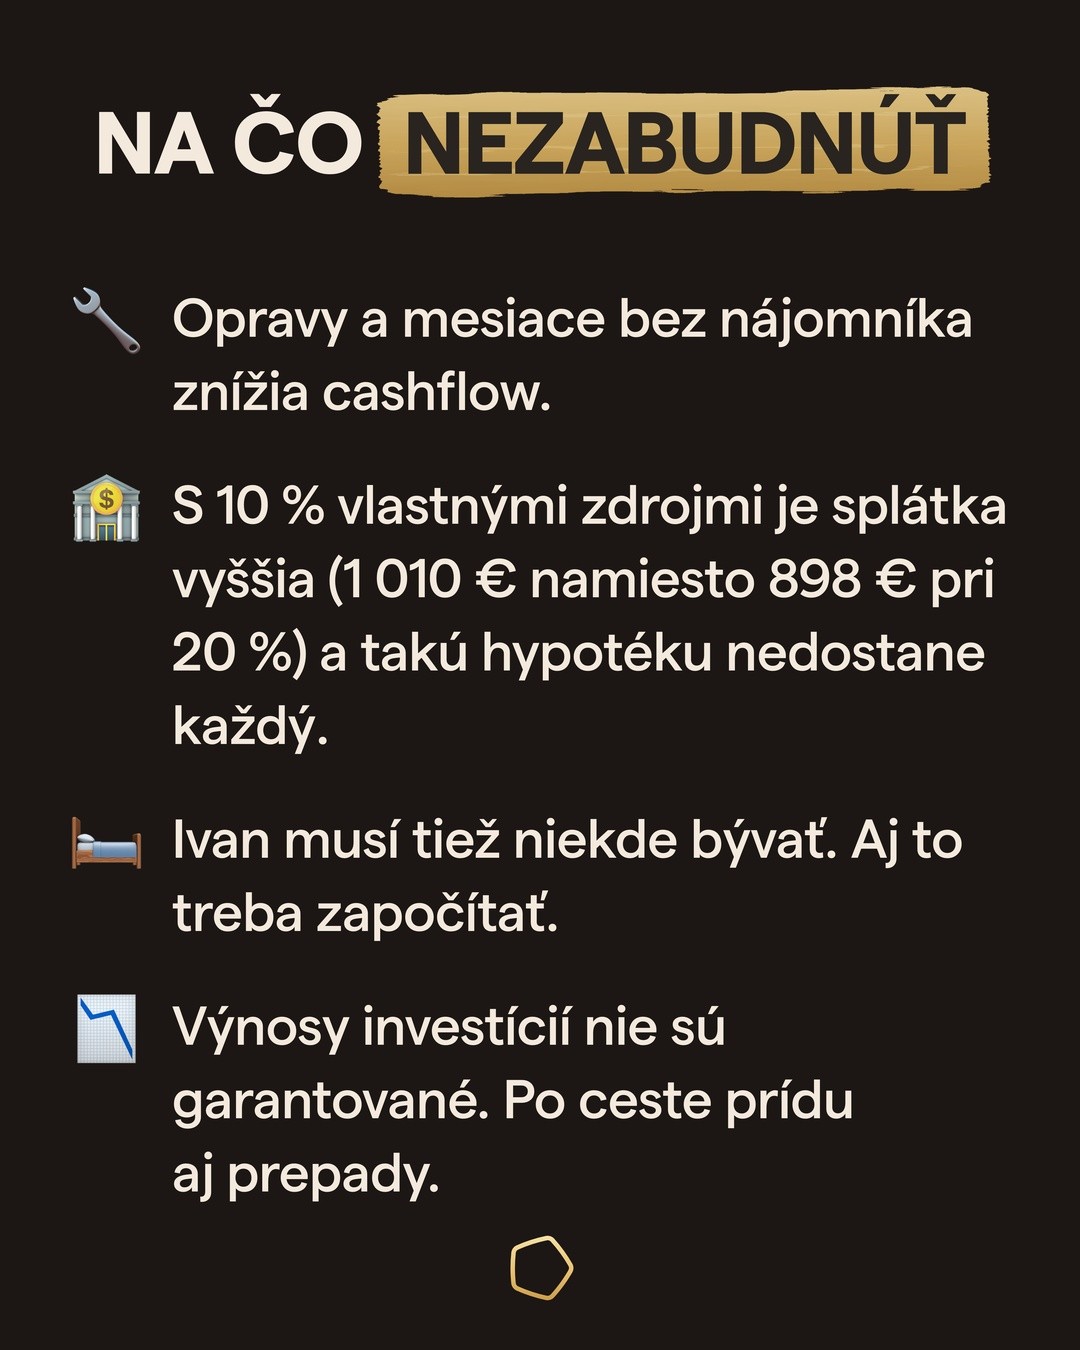 NA ČO NEZABUDNÚŤ
Opravy a mesiace bez nájomníka
znížia cashflow.
S 10 % vlastnými zdrojmi je splátka
vyššia (1 010 € namiesto 898 € pri
20 %) a takú hypotéku nedostane
každý.
Ivan musí tiež niekde bývať. Aj to
treba započítať.
Výnosy investícií nie sú
garantované. Po ceste prídu
aj prepady.